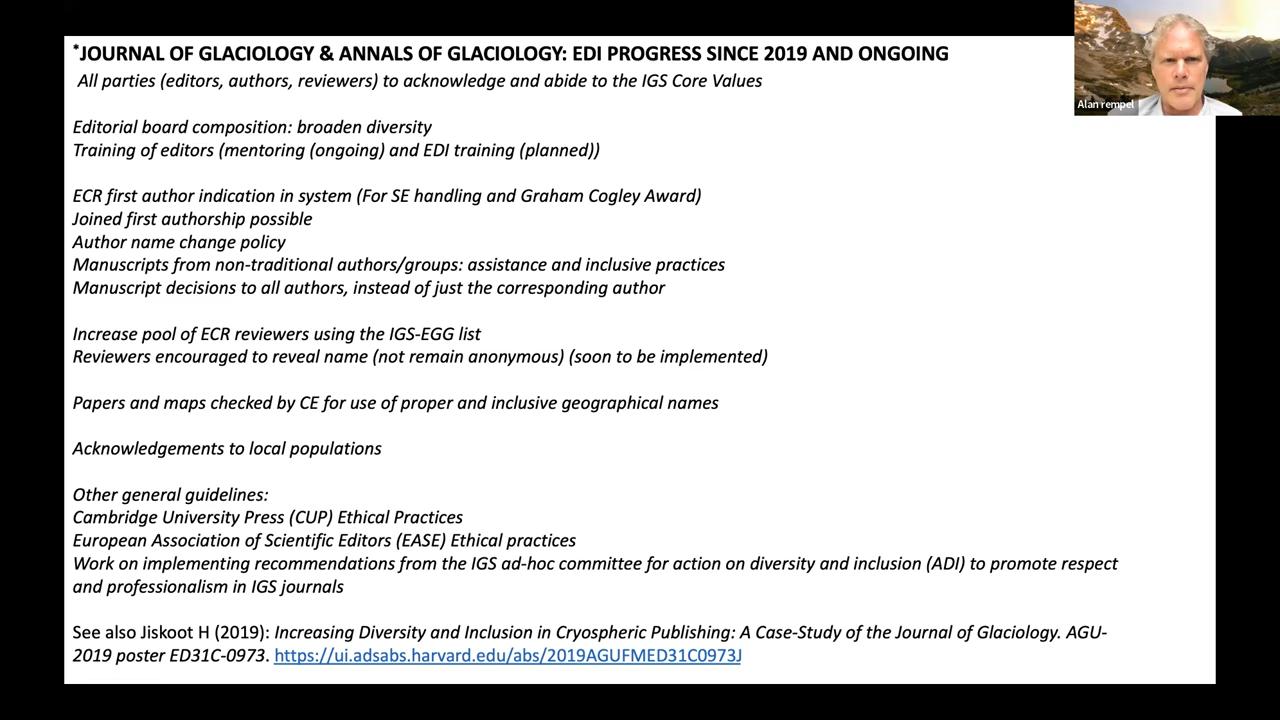 *JOURNAL OF GLACIOLOGY & ANNALS OF GLACIOLOGY: EDI PROGRESS SINCE 2019 AND ONGOING
All parties (editors, authors, reviewers) to acknowledge and abide to the IGS Core Values
Editorial board composition: broaden diversity
Training of editors (mentoring (ongoing) and EDI training (planned))
ECR first author indication in system (For SE handling and Graham Cogley Award)
Joined first authorship possible
Author name change policy
Manuscripts from non-traditional authors/groups: assistance and inclusive practices
Manuscript decisions to all authors, instead of just the corresponding author
Increase pool of ECR reviewers using the IGS-EGG list
Reviewers encouraged to reveal name (not remain anonymous) (soon to be implemented)
Papers and maps checked by CE for use of proper and inclusive geographical names
Acknowledgements to local populations
Other general guidelines:
Cambridge University Press (CUP) Ethical Practices
European Association of Scientific Editors (EASE) Ethical practices
Work on implementing recommendations from the IGS ad-hoc committee for action on diversity and inclusion (ADI) to promote respect
and professionalism in IGS journals
See also Jiskoot H (2019): Increasing Diversity and Inclusion in Cryospheric Publishing: A Case-Study of the Journal of Glaciology. AGU-
2019 poster ED31C-0973. https://ui.adsabs.harvard.edu/abs/2019AGUFMED31C0973J
Alan rempel